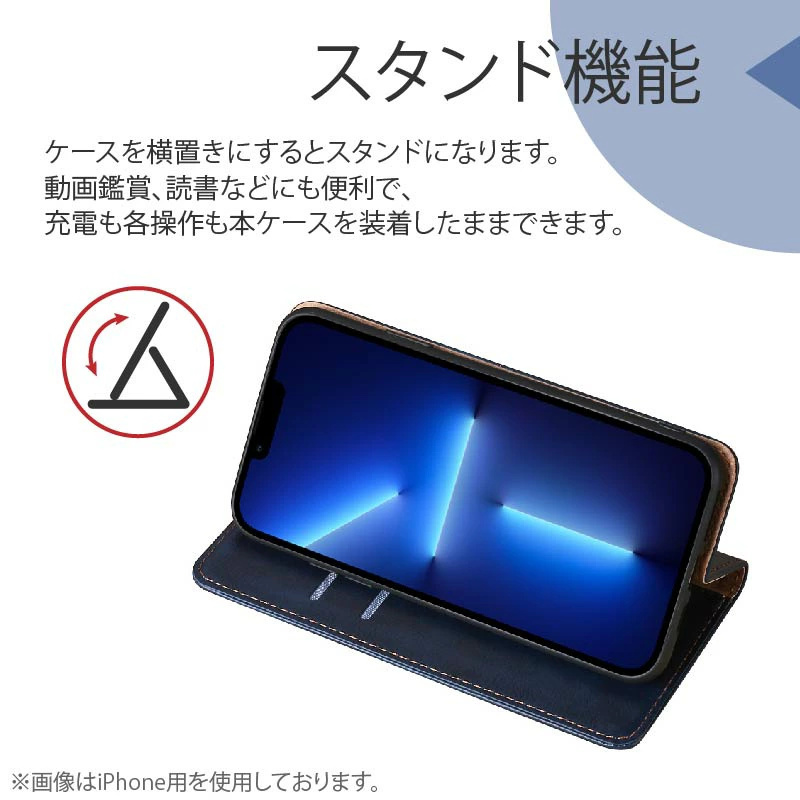 スタンド機能
ケースを横置きにするとスタンドになります。
動画鑑賞、読書などにも便利で、
充電も各操作も本ケースを装着したままできます。
※画像はiPhone用を使用しております。